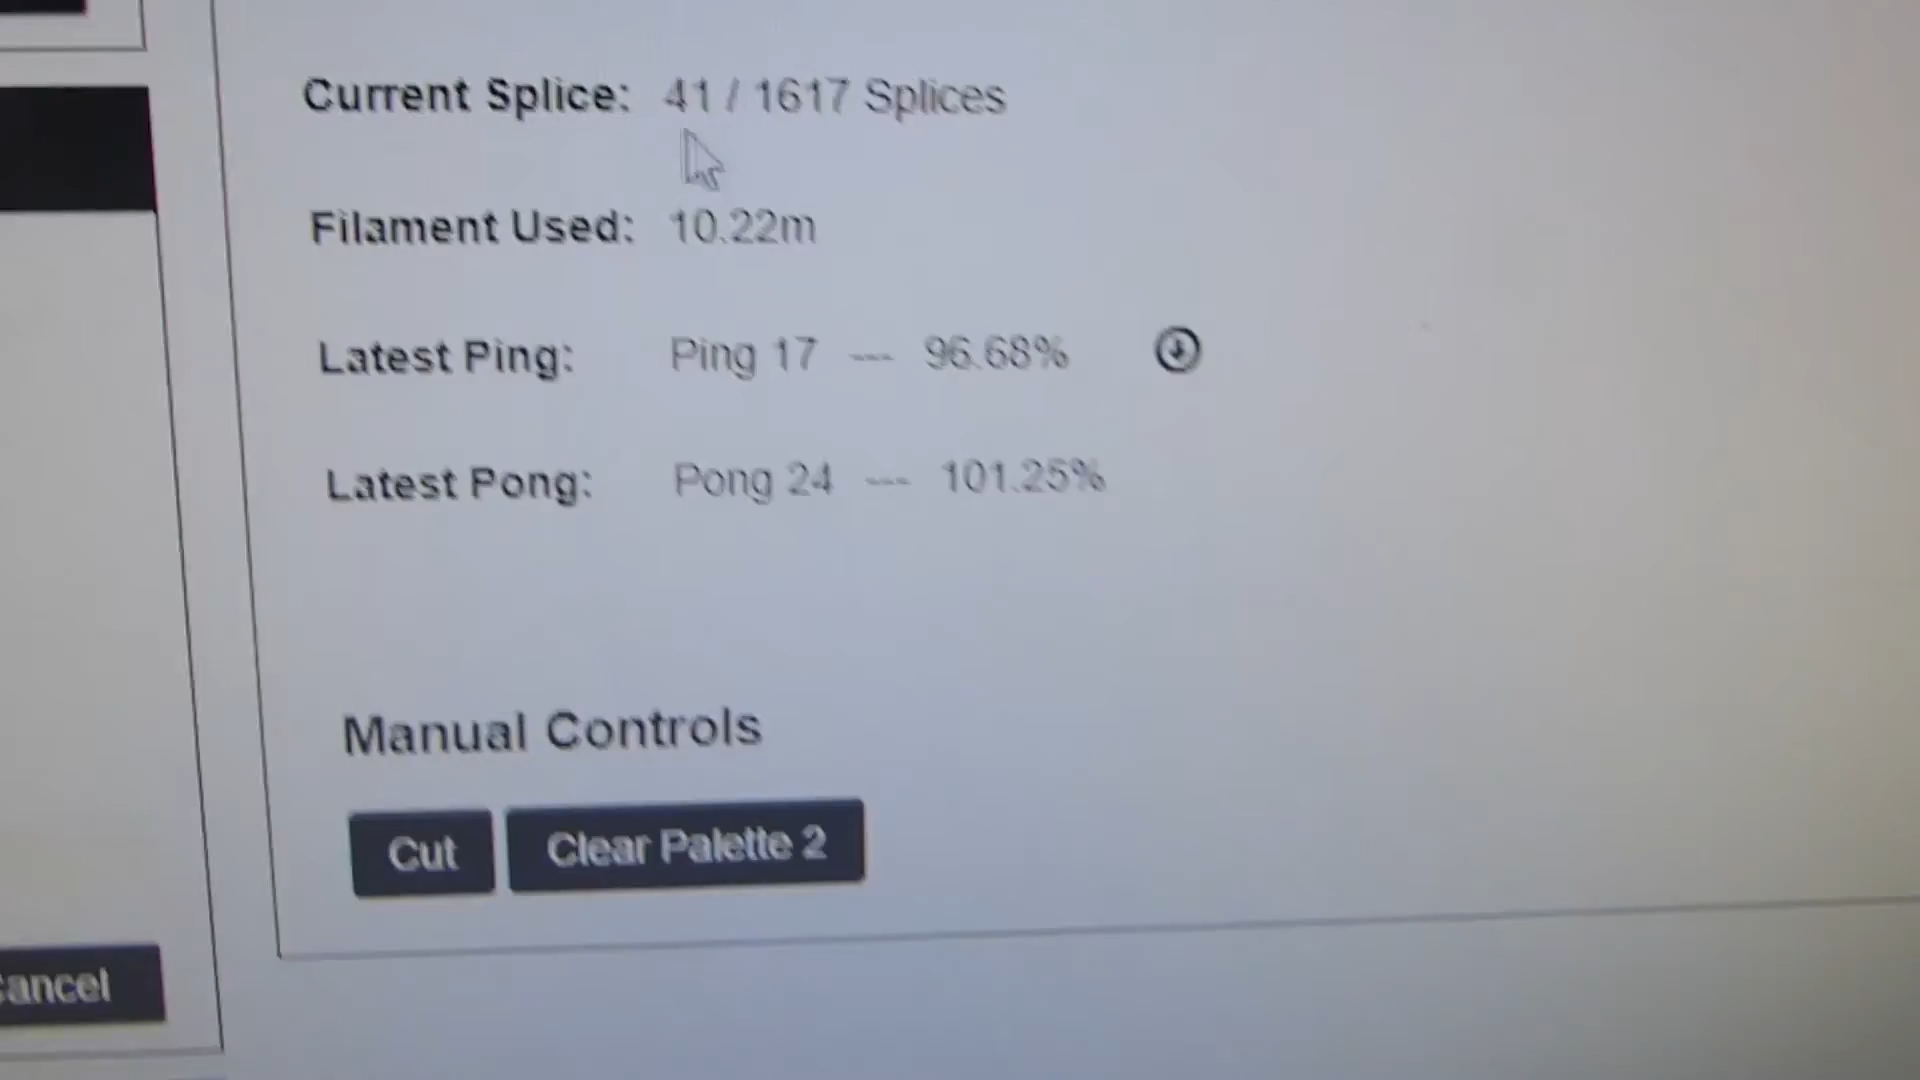 Current Splice: 41 / 1617 Splices
Filament Used: 10.22m
Latest Ping: Ping 17 --- 96.68%
Latest Pong: Pong 24 --- 101.25%
Manual Controls
Cut Clear Palette 2
ancel